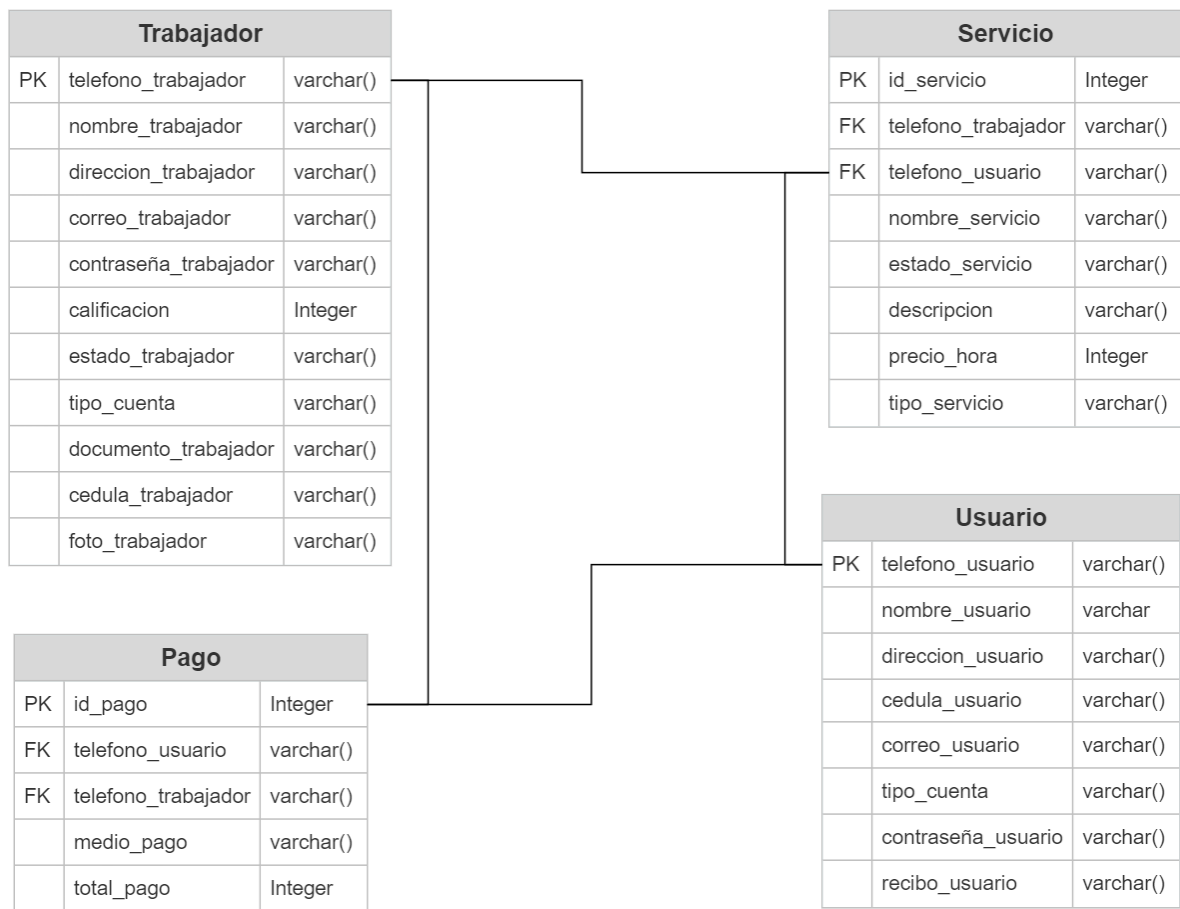 Trabajador
PK telefono_trabajador varchar()
nombre_trabajador varchar()
direccion_trabajador varchar()
correo_trabajador varchar()
contraseña_trabajador varchar()
calificacion Integer
estado_trabajador varchar()
tipo_cuenta varchar()
documento_trabajador varchar()
cedula_trabajador varchar()
foto_trabajador varchar()
Servicio
PK id_servicio Integer
FK telefono_trabajador varchar()
FK telefono_usuario varchar()
nombre_servicio varchar()
estado_servicio varchar()
descripcion varchar()
precio_hora Integer
tipo_servicio varchar()
Pago
PK id_pago Integer
FK telefono_usuario varchar()
FK telefono_trabajador varchar()
medio_pago varchar()
total_pago Integer
Usuario
PK telefono_usuario varchar()
nombre_usuario varchar
direccion_usuario varchar()
cedula_usuario varchar()
correo_usuario varchar()
tipo_cuenta varchar()
contraseña_usuario varchar()
recibo_usuario varchar()